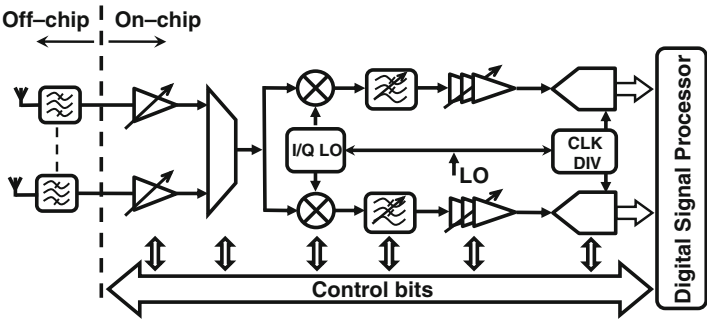 Off–chip
On–chip
I/Q LO
CLK
DIV
LO
Control bits
Digital Signal Processor